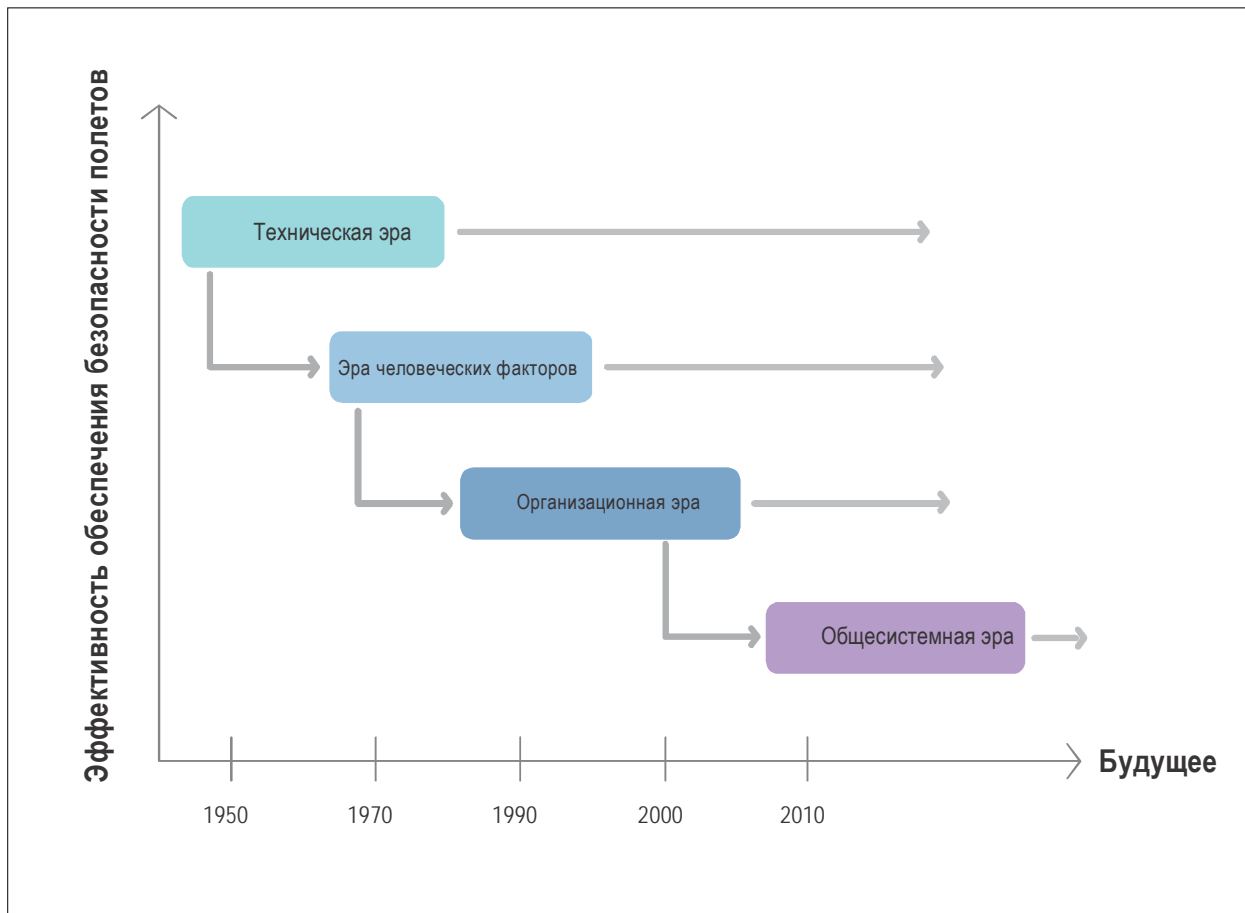 Эффективность обеспечения безопасности полетов
Техническая эра
Эра человеческих факторов
Организационная эра
Общесистемная эра
Будущее
1950
1970
1990
2000
2010